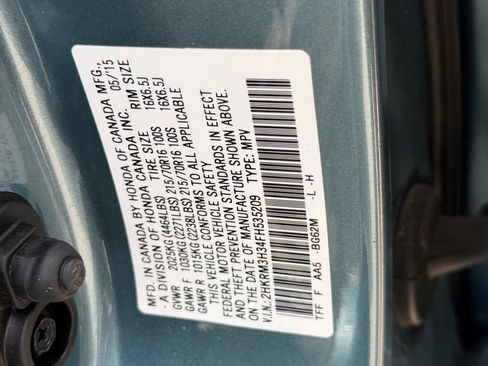 MFD. IN CANADA BY HONDA OF CANADA MFG.,
- A DIVISION OF HONDA CANADA INC. 05/15
TIRE SIZE RIM SIZE
GVWR 2025KG (4464LBS)
GAWR F 1030KG (2271LBS) 215/70R16 100S 16X6.5J
GAWR R 1015KG (2238LBS) 215/70R16 100S 16X6.5J
THIS VEHICLE CONFORMS TO ALL APPLICABLE
FEDERAL MOTOR VEHICLE SAFETY
AND THEFT PREVENTION STANDARDS IN EFFECT
ON THE DATE OF MANUFACTURE SHOWN ABOVE.
V.I.N.: 2HKRM3H34FH535209 TYPE: MPV
TFF F AA5 -BG62M -L -H